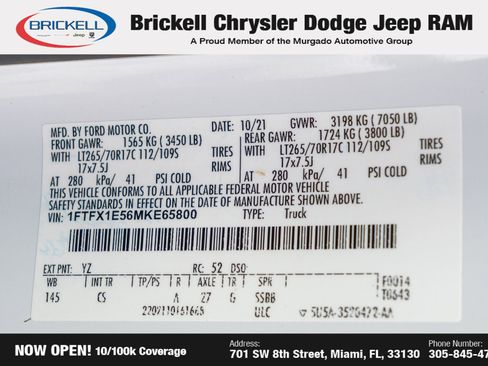 BRICKELL
Jeep
Brickell Chrysler Dodge Jeep RAM
A Proud Member of the Murgado Automotive Group
MFD. BY FORD MOTOR CO.
DATE: 10/21 GVWR: 3198 KG ( 7050 LB)
FRONT GAWR: 1565 KG ( 3450 LB) REAR GAWR: 1724 KG ( 3800 LB)
WITH LT265/70R17C 112/109S TIRES WITH LT265/70R17C 112/109S TIRES
17x7.5J RIMS 17x7.5J RIMS
AT 280 kPa/ 41 PSI COLD AT 280 kPa/ 41 PSI COLD
THIS VEHICLE CONFORMS TO ALL APPLICABLE FEDERAL MOTOR VEHICLE
SAFETY STANDARDS IN EFFECT ON THE DATE OF MANUFACTURE SHOWN ABOVE.
VIN: 1FTFX1E56MKE65800 TYPE: Truck
EXT PNT: YZ RC: 52 DSO:
WB INT TR TP/PS R AXLE TR SPR
145 CS A 27 G SSBB
F0014
T0643
ULC
NOW OPEN! 10/100k Coverage
Address:
701 SW 8th Street, Miami, FL, 33130
305-845-47